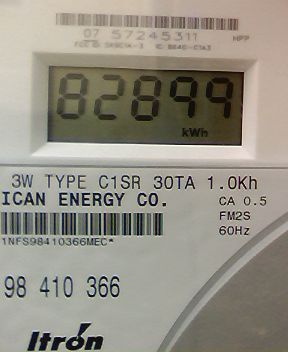 07 57245311 MFP
82899
kWh
3W TYPE C1SR 30TA 1.0Kh
ICAN ENERGY CO. CA 0.5
FM2S
60Hz
1NFS98410366MEC*
98 410 366
Itron